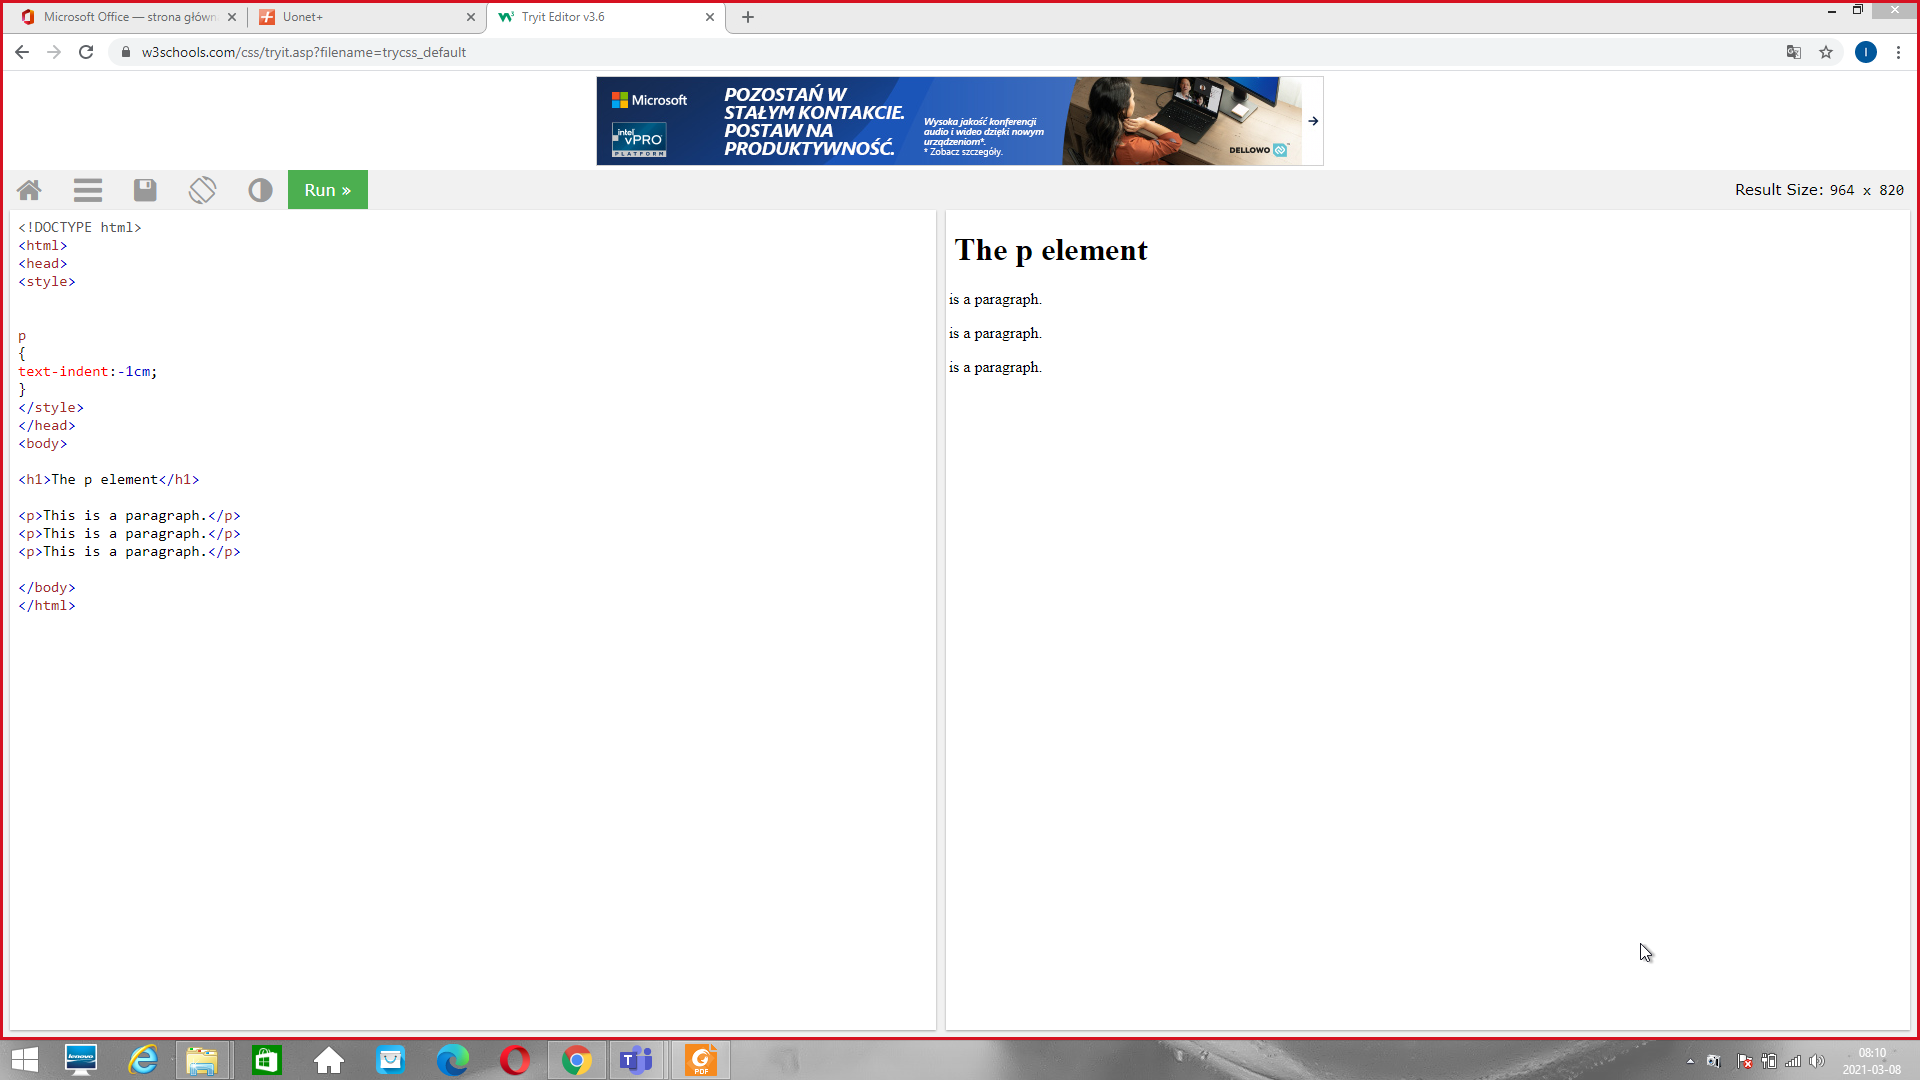 Microsoft Office — strona główn
Uonet+
Tryit Editor v3.6
w3schools.com/css/tryit.asp?filename=trycss_default
I
Microsoft
intel
vPRO
PLATFORM
POZOSTAŃ W
STAŁYM KONTAKCIE.
POSTAW NA
PRODUKTYWNOŚĆ.
Wysoka jakość konferencji
audio i wideo dzięki nowym
urządzeniom*.
* Zobacz szczegóły.
DELLOWO
Run »
Result Size: 964 x 820
<!DOCTYPE html>
<html>
<head>
<style>
p
{
text-indent:-1cm;
}
</style>
</head>
<body>
<h1>The p element</h1>
<p>This is a paragraph.</p>
<p>This is a paragraph.</p>
<p>This is a paragraph.</p>
</body>
</html>
The p element
is a paragraph.
is a paragraph.
is a paragraph.
lenovo
T
PDF
08:10
2021-03-08